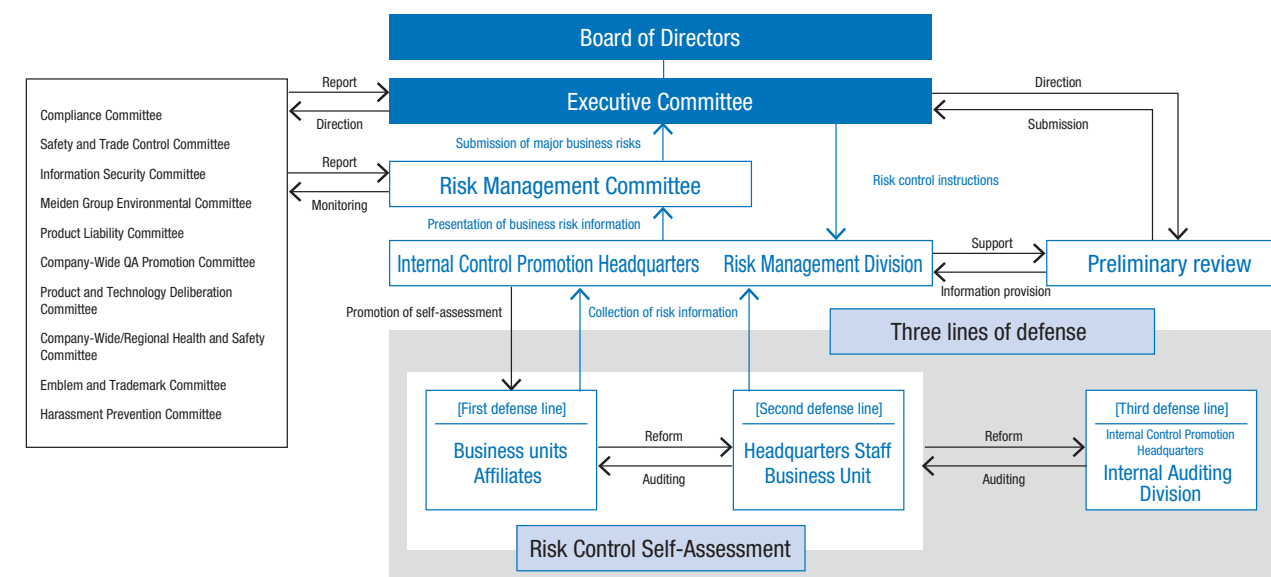 Board of Directors
Executive Committee
Report
Direction
Direction
Submission
Compliance Committee
Safety and Trade Control Committee
Information Security Committee
Meiden Group Environmental Committee
Product Liability Committee
Company-Wide QA Promotion Committee
Product and Technology Deliberation
Committee
Company-Wide/Regional Health and Safety
Committee
Emblem and Trademark Committee
Harassment Prevention Committee
Submission of major business risks
Report
Monitoring
Risk Management Committee
Risk control instructions
Presentation of business risk information
Internal Control Promotion Headquarters
Risk Management Division
Support
Information provision
Preliminary review
Promotion of self-assessment
Collection of risk information
Three lines of defense
[First defense line]
Business units
Affiliates
Reform
Auditing
[Second defense line]
Headquarters Staff
Business Unit
Reform
Auditing
[Third defense line]
Internal Control Promotion
Headquarters
Internal Auditing
Division
Risk Control Self-Assessment